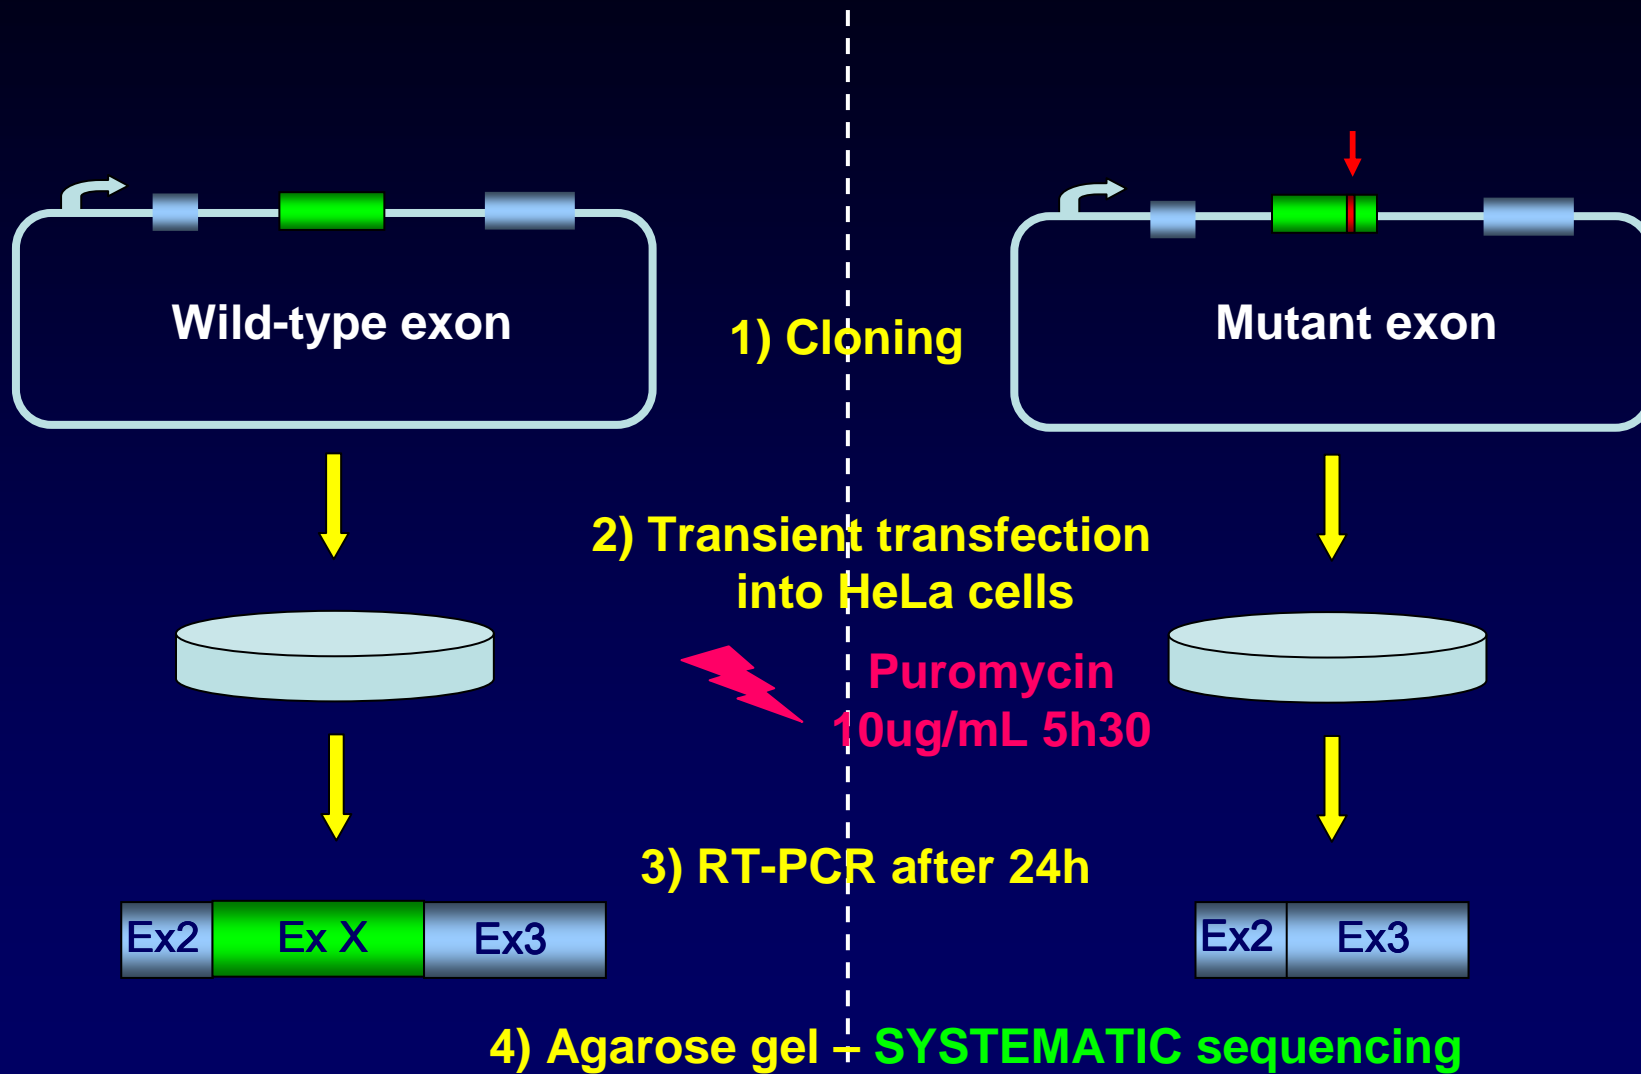 Wild-type exon
Mutant exon
1) Cloning
2) Transient transfection
into HeLa cells
Puromycin
10ug/mL 5h30
3) RT-PCR after 24h
Ex2 Ex X Ex3
Ex2 Ex3
4) Agarose gel – SYSTEMATIC sequencing